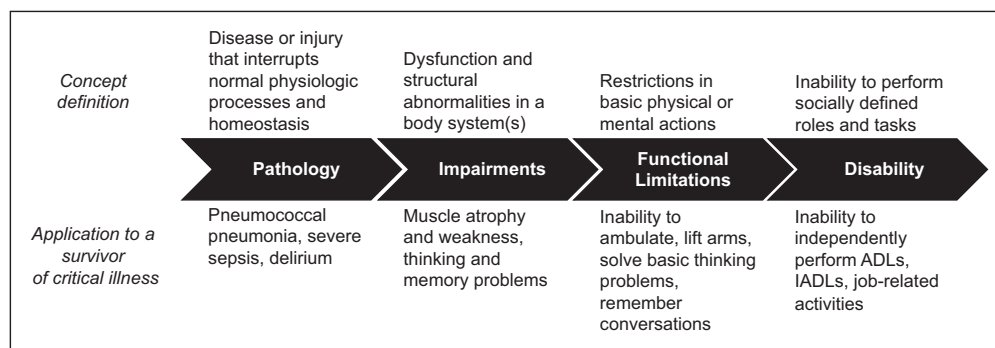 Concept
definition
Disease or injury
that interrupts
normal physiologic
processes and
homeostasis
Dysfunction and
structural
abnormalities in a
body system(s)
Restrictions in
basic physical or
mental actions
Inability to perform
socially defined
roles and tasks
Pathology
Impairments
Functional
Limitations
Disability
Application to a
survivor
of critical illness
Pneumococcal
pneumonia, severe
sepsis, delirium
Muscle atrophy
and weakness,
thinking and
memory problems
Inability to
ambulate, lift arms,
solve basic thinking
problems,
remember
conversations
Inability to
independently
perform ADLs,
IADLs, job-related
activities